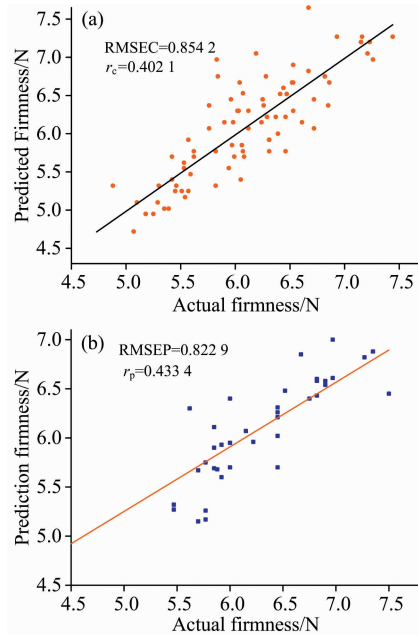 (a)
RMSEC=0.854 2
rc=0.402 1
Predicted Firmness/N
7.5
7.0
6.5
6.0
5.5
5.0
4.5
4.5 5.0 5.5 6.0 6.5 7.0 7.5
Actual firmness/N
(b)
RMSEP=0.822 9
rp=0.433 4
Prediction firmness/N
7.0
6.5
6.0
5.5
5.0
4.5
4.5 5.0 5.5 6.0 6.5 7.0 7.5
Actual firmness/N